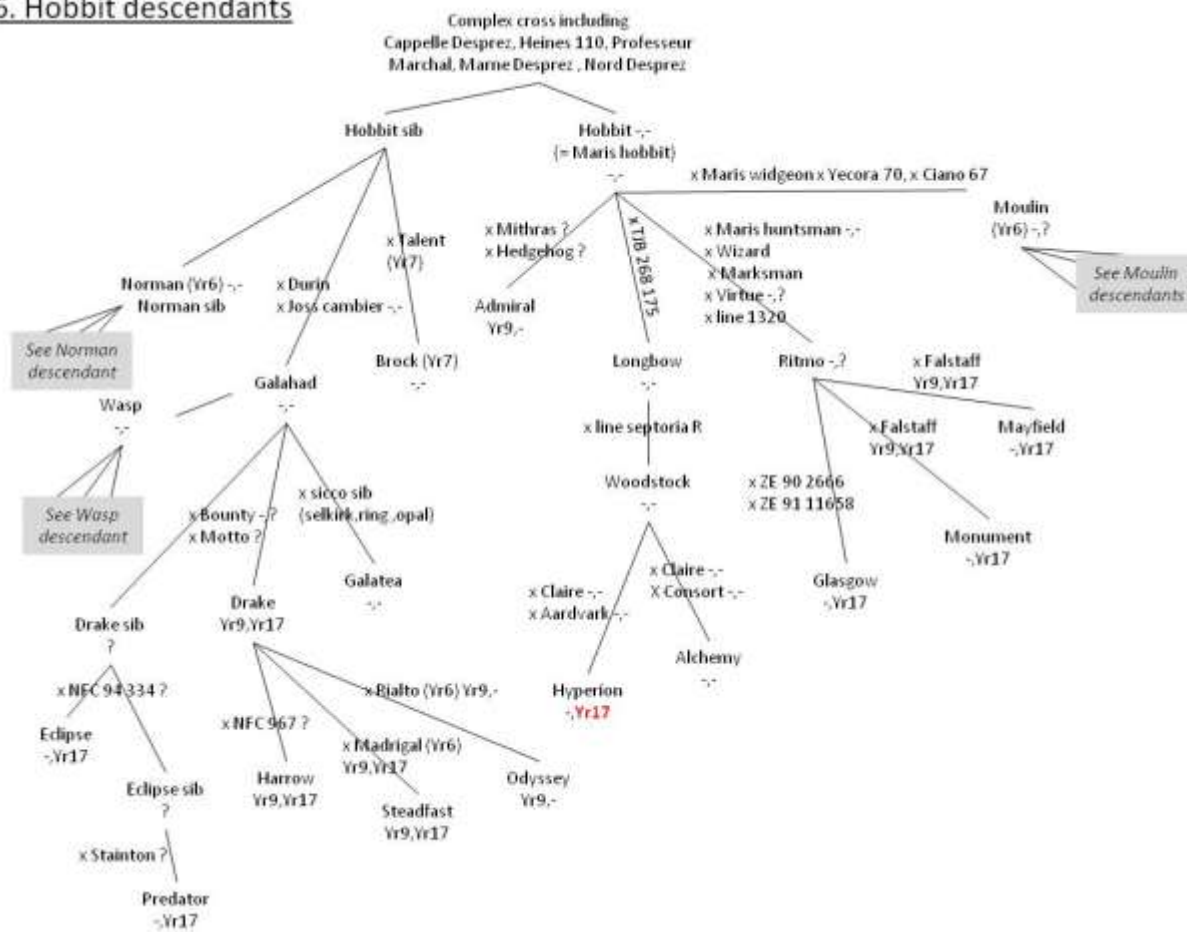 5. Hobbit descendants
Complex cross including
Cappelle Desprez, Heines 110, Professeur
Marchal, Marne Desprez , Nord Desprez
Hobbit sib
Hobbit -,-
(= Maris hobbit)
-,-
x Maris widgeon x Yecora 70, x Ciano 67
Moulin
(Yr6) -,?
See Moulin
descendants
x Talent
(Yr7)
x Mithras ?
x Hedgehog ?
x TJB 268 175
x Maris huntsman -,-
x Wizard
x Marksman
x Virtue -,?
x line 1320
Norman (Yr6) -,-
Norman sib
x Durin
x Joss cambier -,-
Admiral
Yr9,-
See Norman
descendant
Brock (Yr7)
-,-
Longbow
-,-
Ritmo -,?
x Falstaff
Yr9,Yr17
Galahad
-,-
Wasp
-,-
x line septoria R
x Falstaff
Yr9,Yr17
Mayfield
-,Yr17
See Wasp
descendant
x Bounty -,?
x Motto ?
x sicco sib
(selkirk,ring ,opal)
Woodstock
-,-
x ZE 90 2666
x ZE 91 11658
Monument
-,Yr17
Galatea
-,-
Glasgow
-,Yr17
Drake sib
?
Drake
Yr9,Yr17
x Claire -,-
x Aardvark -,-
x Claire -,-
X Consort -,-
Alchemy
-,-
x NFC 94 334 ?
x Rialto (Yr6) Yr9,-
Hyperion
-,Yr17
Eclipse
-,Yr17
x NFC 967 ?
x Madrigal (Yr6)
Yr9,Yr17
Eclipse sib
?
Harrow
Yr9,Yr17
Odyssey
Yr9,-
Steadfast
Yr9,Yr17
x Stainton ?
Predator
-,Yr17